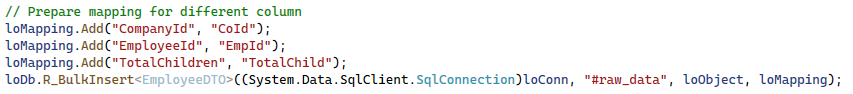 // Prepare mapping for different column
loMapping.Add("CompanyId", "CoId");
loMapping.Add("EmployeeId", "EmpId");
loMapping.Add("TotalChildren", "TotalChild");
loDb.R_BulkInsert<EmployeeDTO>((System.Data.SqlClient.SqlConnection)loConn, "#raw_data", loObject, loMapping);